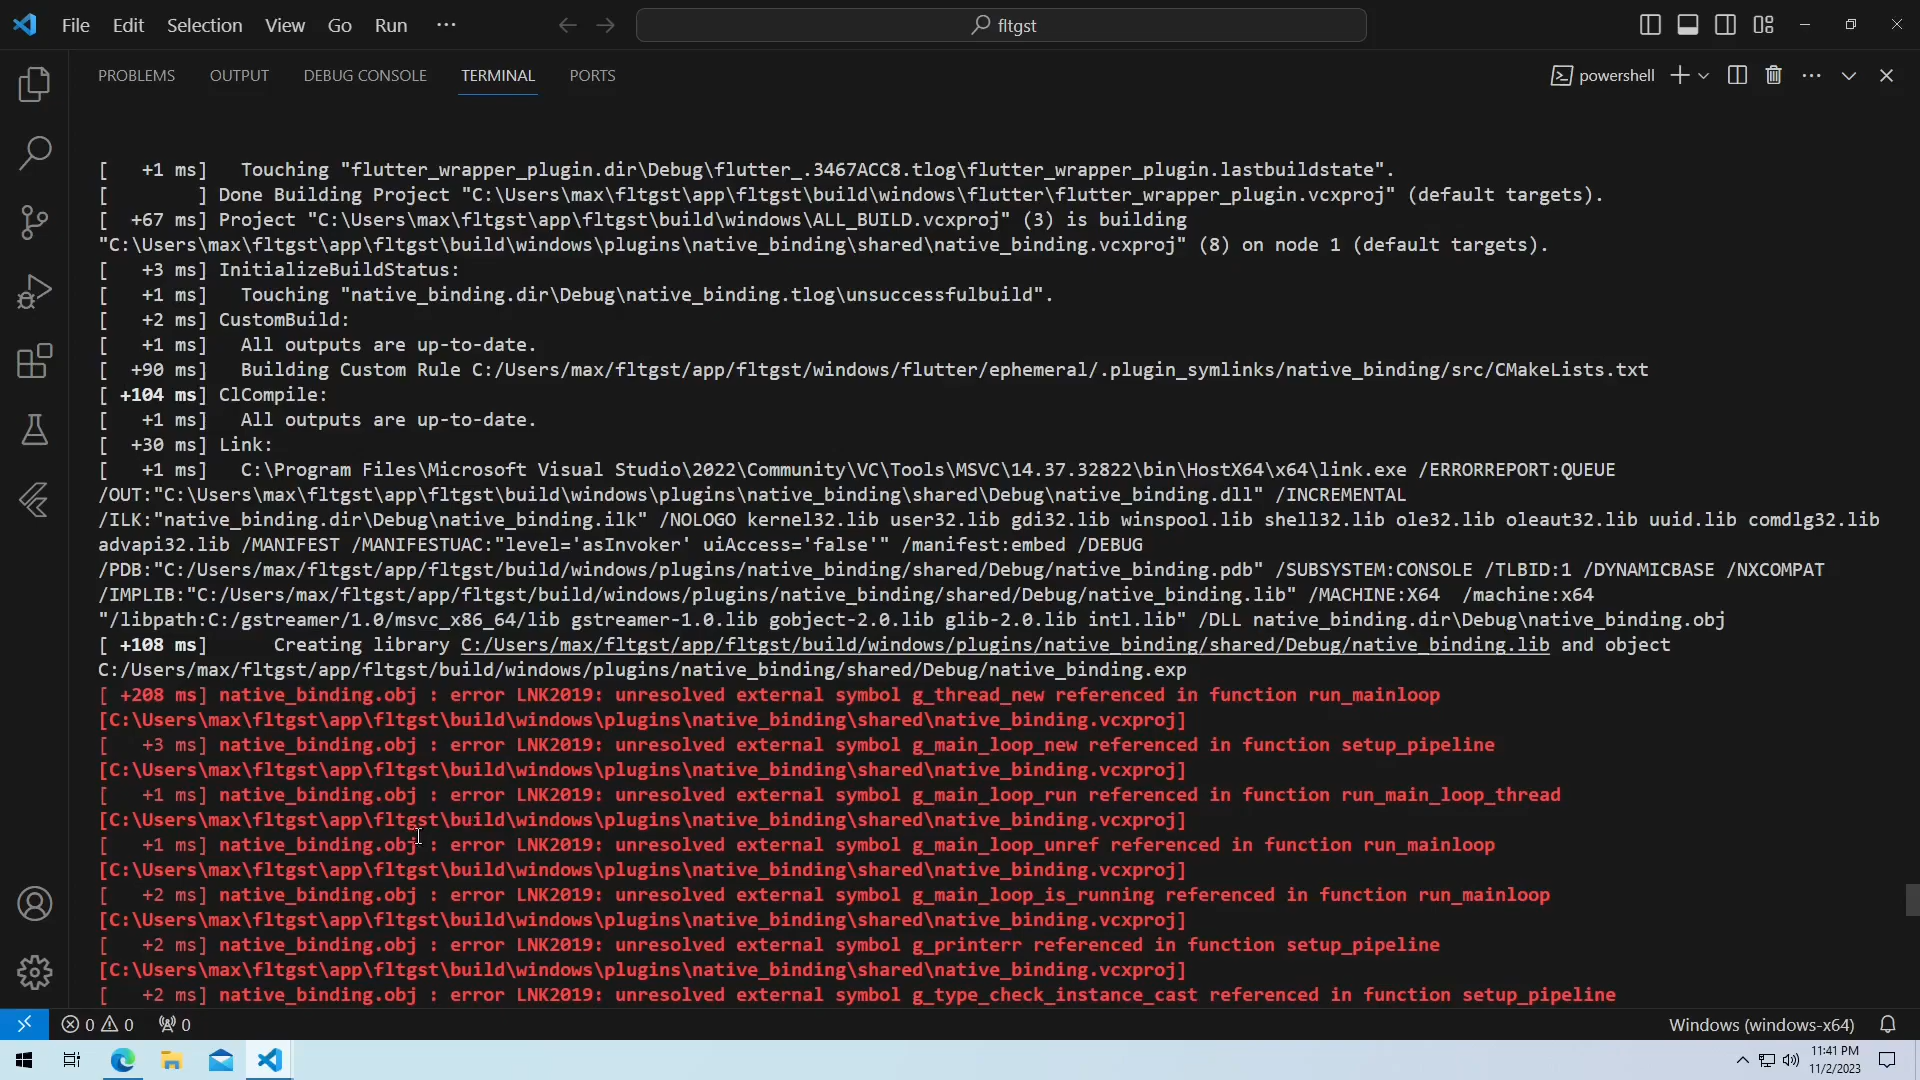 File Edit Selection View Go Run ···
fltgst
PROBLEMS OUTPUT DEBUG CONSOLE TERMINAL PORTS
powershell
[   +1 ms]   Touching "flutter_wrapper_plugin.dir\Debug\flutter_.3467ACC8.tlog\flutter_wrapper_plugin.lastbuildstate".
[        ] Done Building Project "C:\Users\max\fltgst\app\fltgst\build\windows\flutter\flutter_wrapper_plugin.vcxproj" (default targets).
[  +67 ms] Project "C:\Users\max\fltgst\app\fltgst\build\windows\ALL_BUILD.vcxproj" (3) is building
"C:\Users\max\fltgst\app\fltgst\build\windows\plugins\native_binding\shared\native_binding.vcxproj" (8) on node 1 (default targets).
[   +3 ms] InitializeBuildStatus:
[   +1 ms]   Touching "native_binding.dir\Debug\native_binding.tlog\unsuccessfulbuild".
[   +2 ms] CustomBuild:
[   +1 ms]   All outputs are up-to-date.
[  +90 ms]   Building Custom Rule C:/Users/max/fltgst/app/fltgst/windows/flutter/ephemeral/.plugin_symlinks/native_binding/src/CMakeLists.txt
[ +104 ms] ClCompile:
[   +1 ms]   All outputs are up-to-date.
[  +30 ms] Link:
[   +1 ms]   C:\Program Files\Microsoft Visual Studio\2022\Community\VC\Tools\MSVC\14.37.32822\bin\HostX64\x64\link.exe /ERRORREPORT:QUEUE
/OUT:"C:\Users\max\fltgst\app\fltgst\build\windows\plugins\native_binding\shared\Debug\native_binding.dll" /INCREMENTAL
/ILK:"native_binding.dir\Debug\native_binding.ilk" /NOLOGO kernel32.lib user32.lib gdi32.lib winspool.lib shell32.lib ole32.lib oleaut32.lib uuid.lib comdlg32.lib
advapi32.lib /MANIFEST /MANIFESTUAC:"level='asInvoker' uiAccess='false'" /manifest:embed /DEBUG
/PDB:"C:/Users/max/fltgst/app/fltgst/build/windows/plugins/native_binding/shared/Debug/native_binding.pdb" /SUBSYSTEM:CONSOLE /TLBID:1 /DYNAMICBASE /NXCOMPAT
/IMPLIB:"C:/Users/max/fltgst/app/fltgst/build/windows/plugins/native_binding/shared/Debug/native_binding.lib" /MACHINE:X64  /machine:x64
"/libpath:C:/gstreamer/1.0/msvc_x86_64/lib gstreamer-1.0.lib gobject-2.0.lib glib-2.0.lib intl.lib" /DLL native_binding.dir\Debug\native_binding.obj
[ +108 ms]      Creating library C:/Users/max/fltgst/app/fltgst/build/windows/plugins/native_binding/shared/Debug/native_binding.lib and object
C:/Users/max/fltgst/app/fltgst/build/windows/plugins/native_binding/shared/Debug/native_binding.exp
[ +208 ms] native_binding.obj : error LNK2019: unresolved external symbol g_thread_new referenced in function run_mainloop
[C:\Users\max\fltgst\app\fltgst\build\windows\plugins\native_binding\shared\native_binding.vcxproj]
[   +3 ms] native_binding.obj : error LNK2019: unresolved external symbol g_main_loop_new referenced in function setup_pipeline
[C:\Users\max\fltgst\app\fltgst\build\windows\plugins\native_binding\shared\native_binding.vcxproj]
[   +1 ms] native_binding.obj : error LNK2019: unresolved external symbol g_main_loop_run referenced in function run_main_loop_thread
[C:\Users\max\fltgst\app\fltgst\build\windows\plugins\native_binding\shared\native_binding.vcxproj]
[   +1 ms] native_binding.obj : error LNK2019: unresolved external symbol g_main_loop_unref referenced in function run_mainloop
[C:\Users\max\fltgst\app\fltgst\build\windows\plugins\native_binding\shared\native_binding.vcxproj]
[   +2 ms] native_binding.obj : error LNK2019: unresolved external symbol g_main_loop_is_running referenced in function run_mainloop
[C:\Users\max\fltgst\app\fltgst\build\windows\plugins\native_binding\shared\native_binding.vcxproj]
[   +2 ms] native_binding.obj : error LNK2019: unresolved external symbol g_printerr referenced in function setup_pipeline
[C:\Users\max\fltgst\app\fltgst\build\windows\plugins\native_binding\shared\native_binding.vcxproj]
[   +2 ms] native_binding.obj : error LNK2019: unresolved external symbol g_type_check_instance_cast referenced in function setup_pipeline
0 0 0 Windows (windows-x64)
11:41 PM
11/2/2023